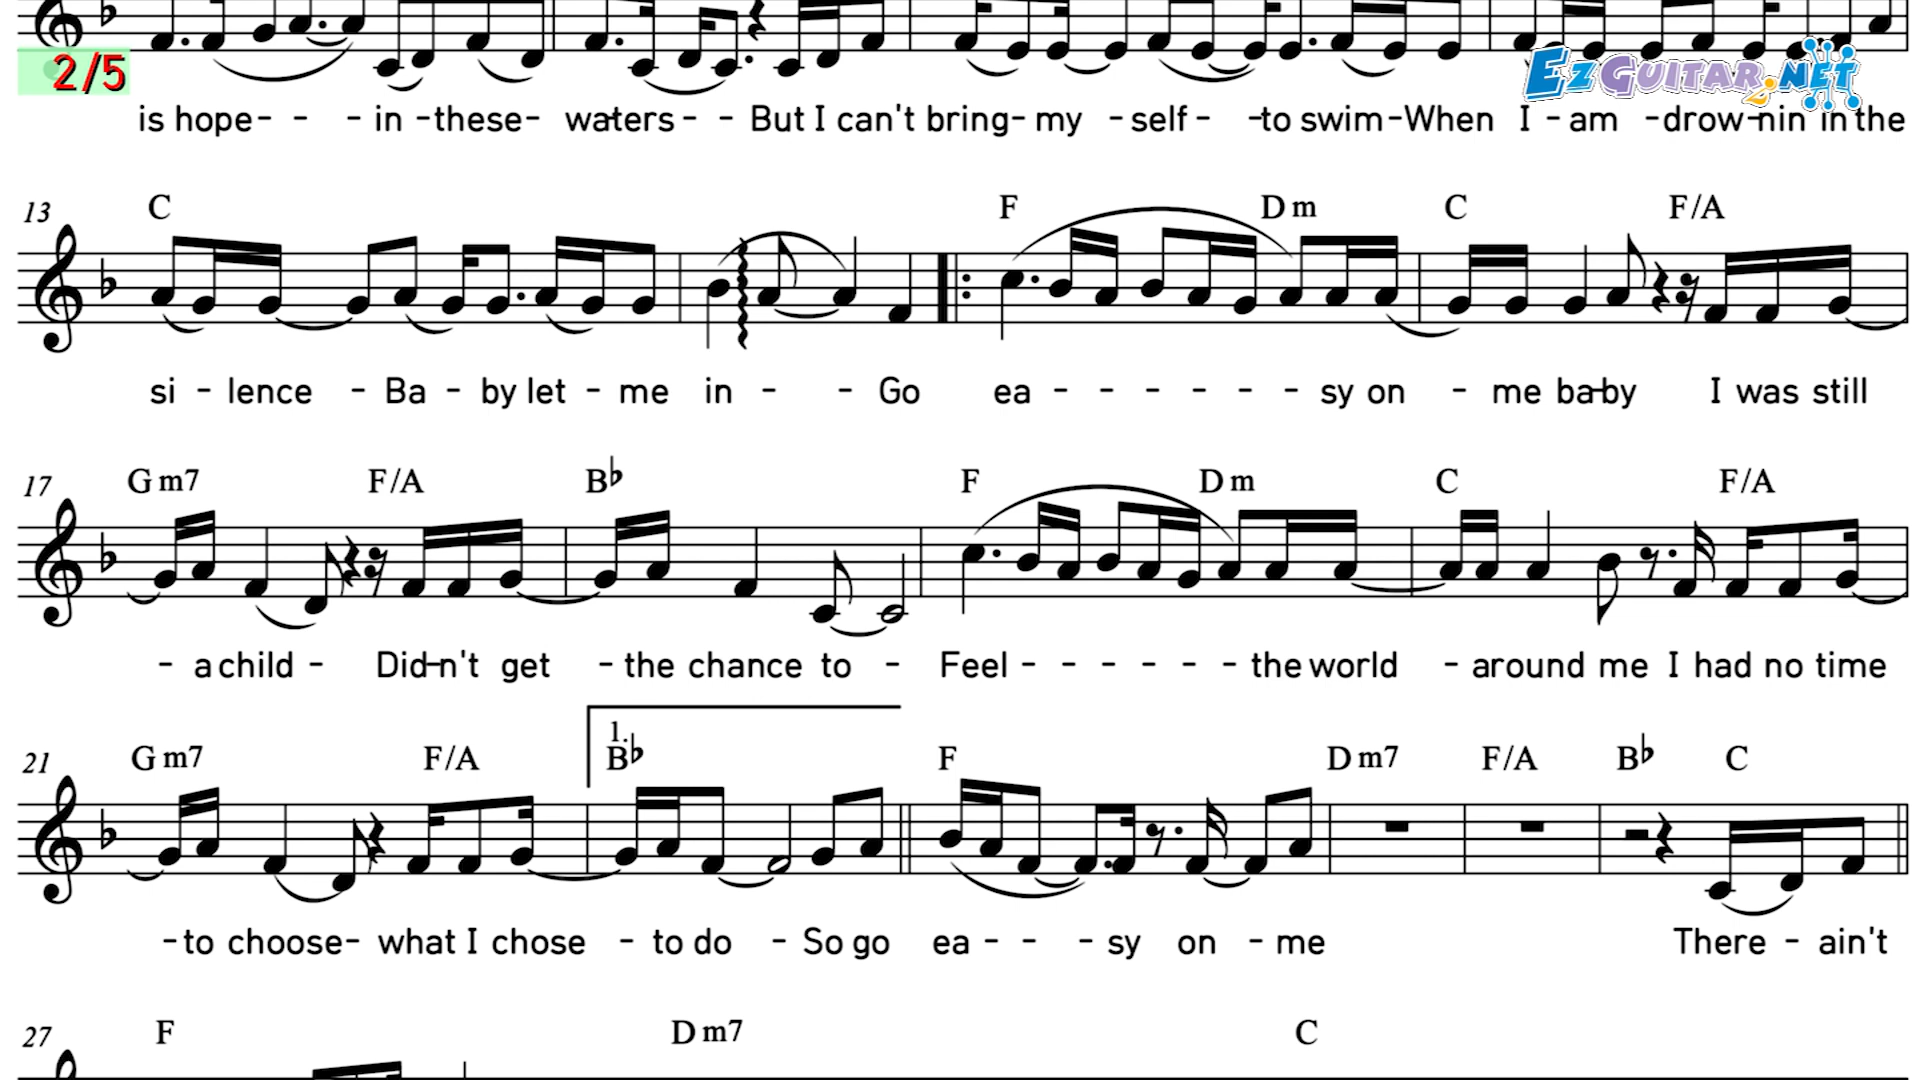 2/5
EzGuitar2.net
is hope- - - in -these- wa-ters- - But I can't bring- my -self- -to swim-When I - am -drow-nin in the
13 C F Dm C F/A
si - lence - Ba - by let - me in - - Go ea - - - - - - sy on - me ba-by I was still
17 Gm7 F/A B♭ F Dm C F/A
- a child - Did-n't get - the chance to - Feel - - - - - - the world - around me I had no time
1.
21 Gm7 F/A B♭ F Dm7 F/A B♭ C
-to choose- what I chose - to do - So go ea - - - sy on - me There - ain't
27 F Dm7 C